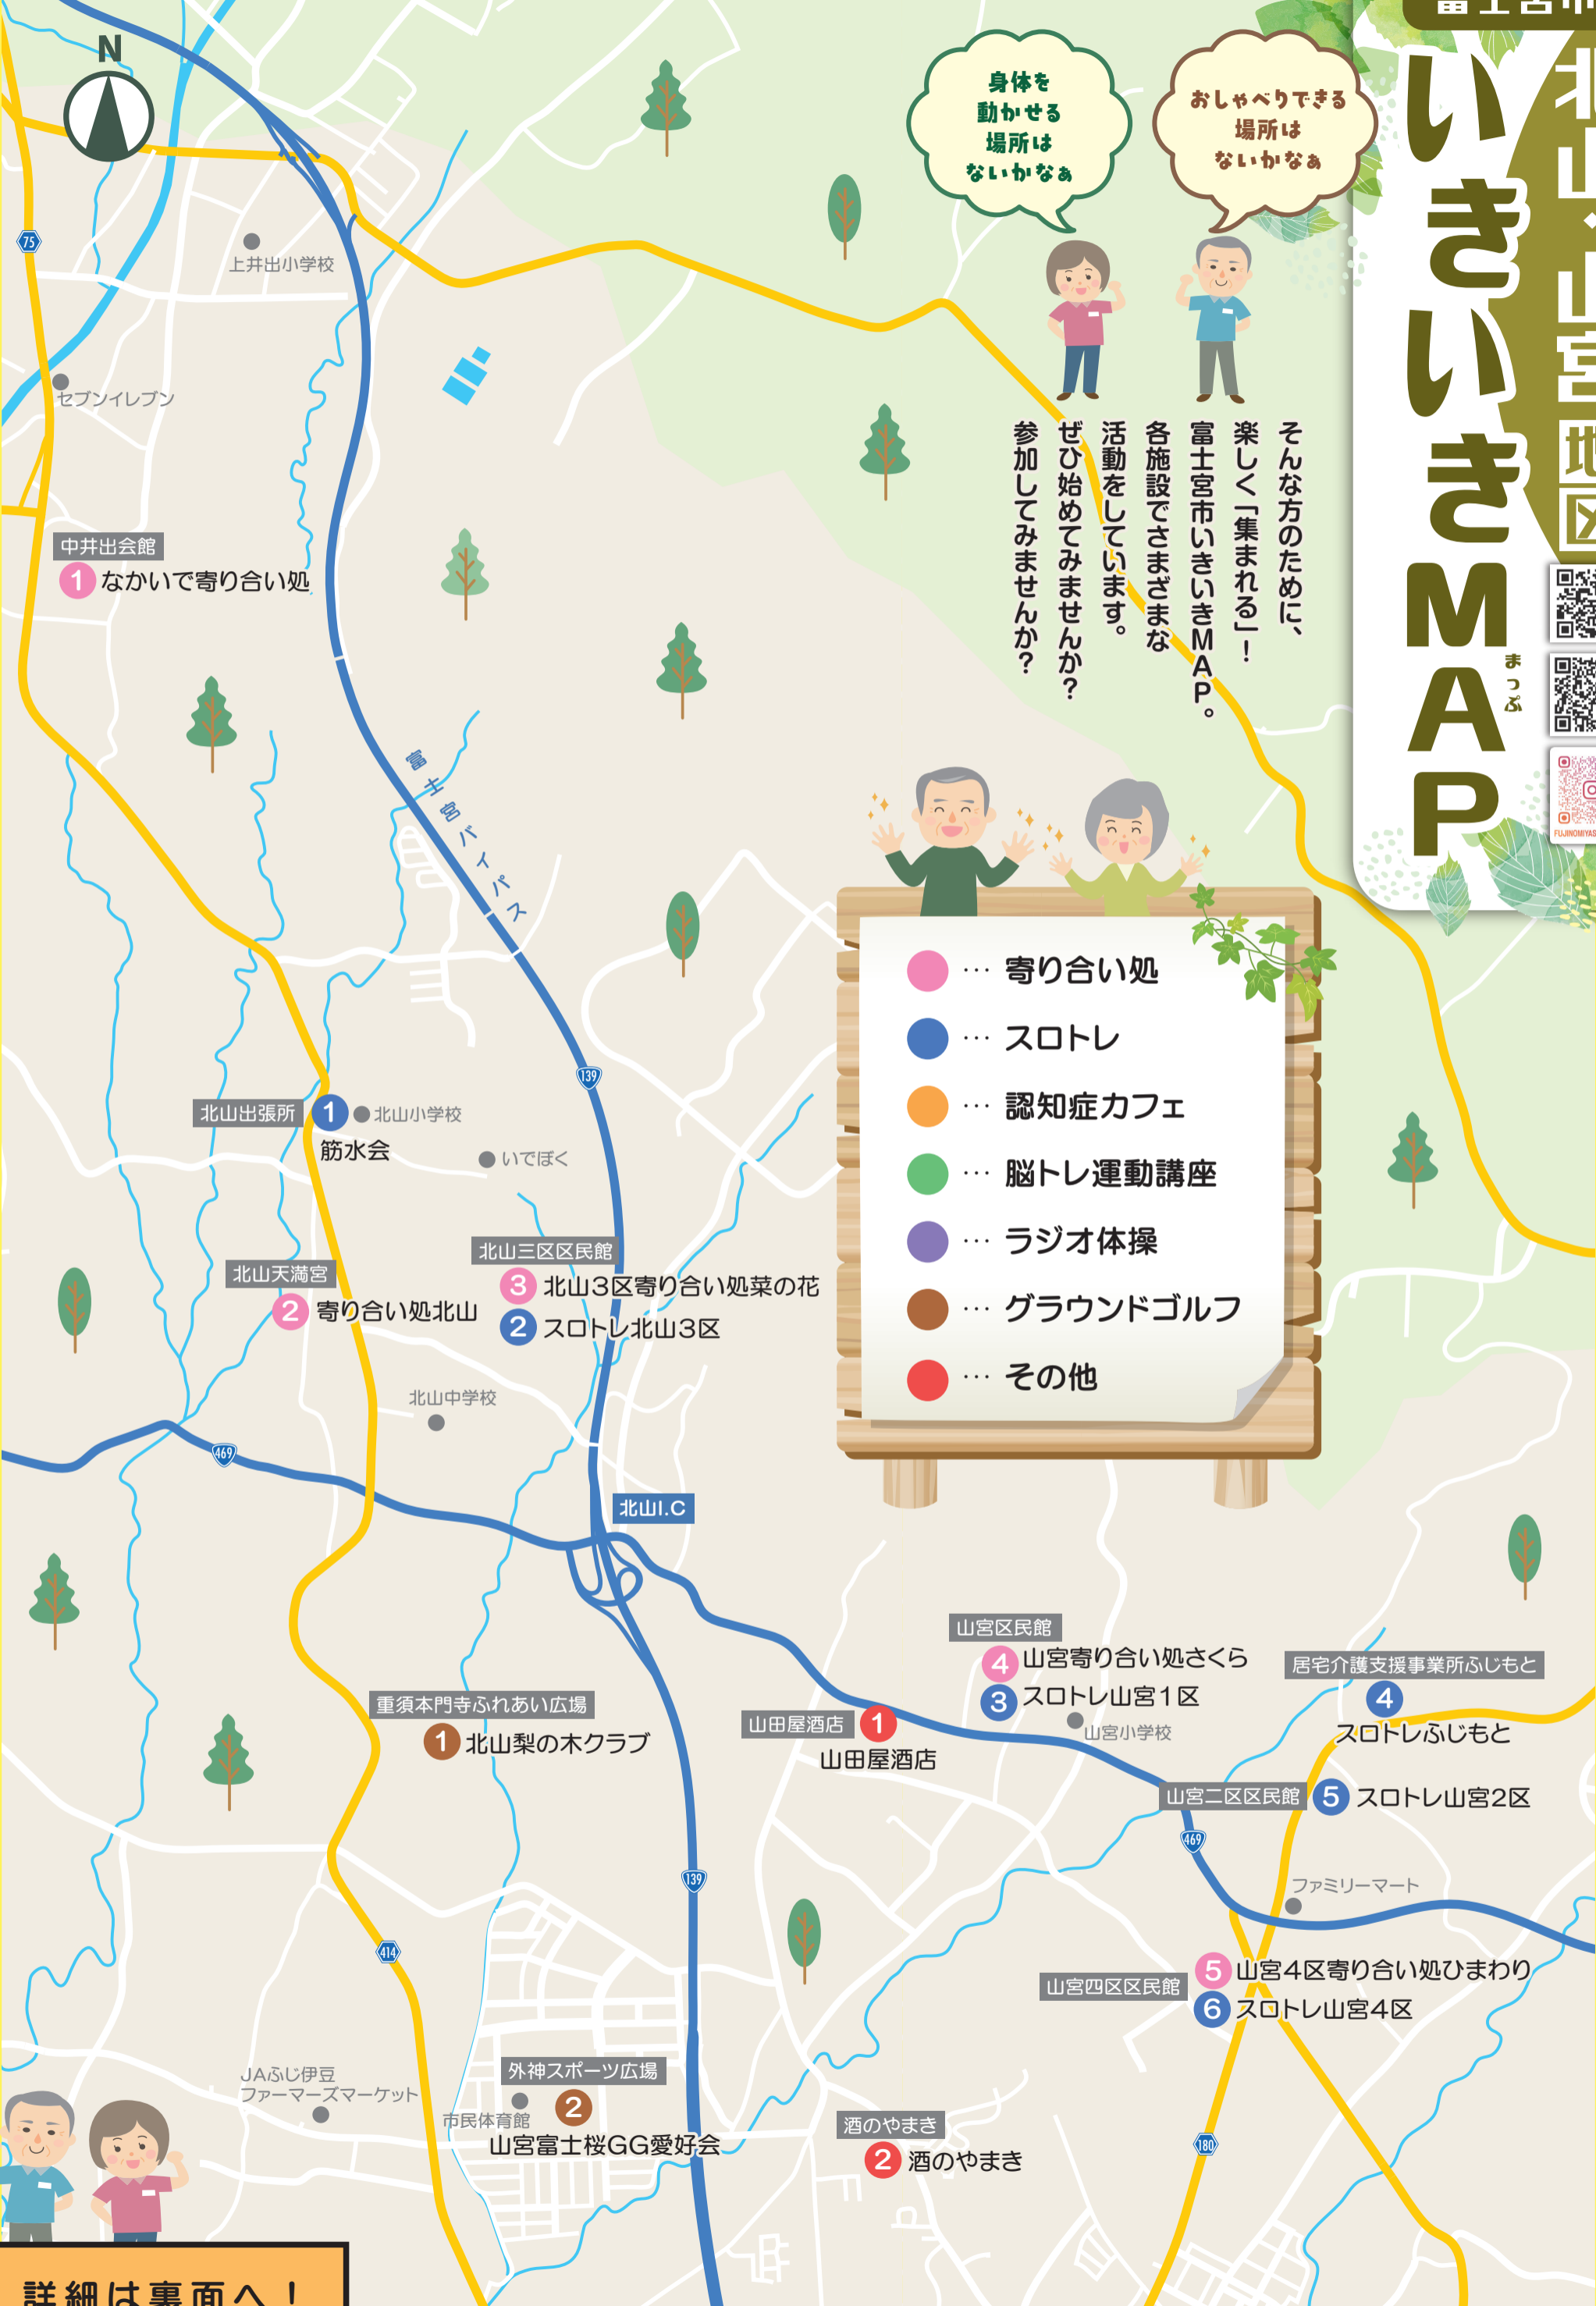 富士宮市
北山・山宮地区
いきいきMAP
まっぷ
FUJINOMIYAS
身体を
動かせる
場所は
ないかなぁ
おしゃべりできる
場所は
ないかなぁ
そんな方のために、
楽しく「集まれる」！
富士宮市いきいきMAP。
各施設でさまざまな
活動をしています。
ぜひ始めてみませんか？
参加してみませんか？
N
75
上井出小学校
セブンイレブン
中井出会館
1 なかいで寄り合い処
富士宮バイパス
… 寄り合い処
… スロトレ
… 認知症カフェ
… 脳トレ運動講座
… ラジオ体操
… グラウンドゴルフ
… その他
139
北山出張所 1 北山小学校
筋水会
いでぼく
北山三区区民館
3 北山3区寄り合い処菜の花
2 スロトレ北山3区
北山天満宮
2 寄り合い処北山
北山中学校
469
北山I.C
山宮区民館
4 山宮寄り合い処さくら
3 スロトレ山宮1区
山宮小学校
居宅介護支援事業所ふじもと
4
スロトレふじもと
重須本門寺ふれあい広場
1 北山梨の木クラブ
山田屋酒店 1
山田屋酒店
山宮二区区民館 5 スロトレ山宮2区
469
139
ファミリーマート
414
山宮四区区民館
5 山宮4区寄り合い処ひまわり
6 スロトレ山宮4区
JAふじ伊豆
ファーマーズマーケット
外神スポーツ広場
2
市民体育館
山宮富士桜GG愛好会
酒のやまき
2 酒のやまき
180
詳細は裏面へ！